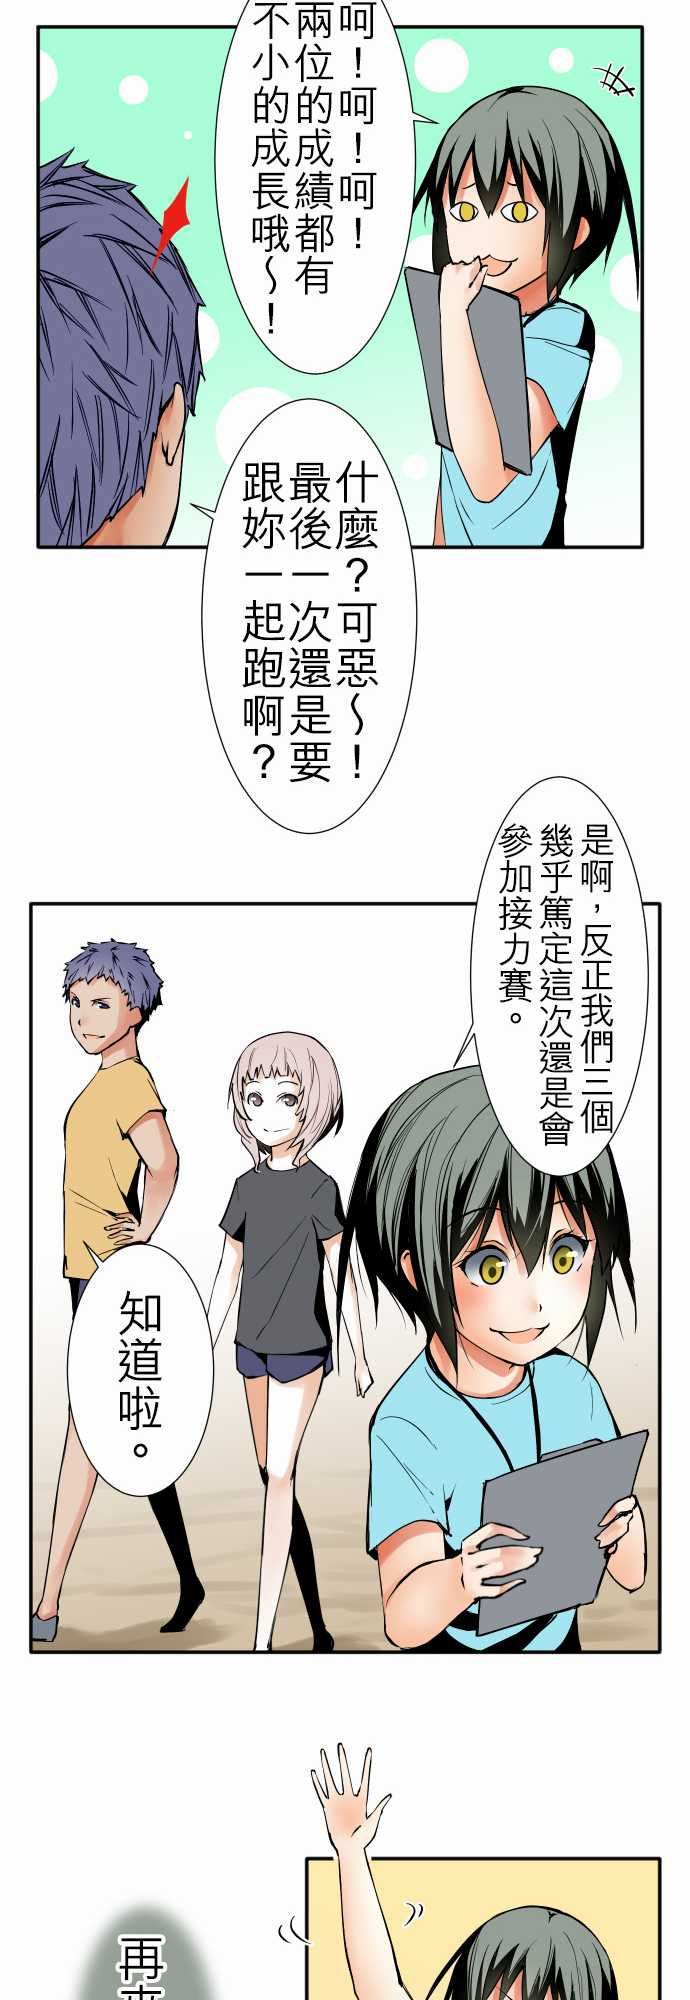 呵！呵！呵！
兩位的成績都有
不小的成長哦～！
什麼？可惡～！
最後一次還是要
跟妳一起跑啊？
是啊，反正我們三個
幾乎篤定這次還是會
參加接力賽。
知道啦。
再來